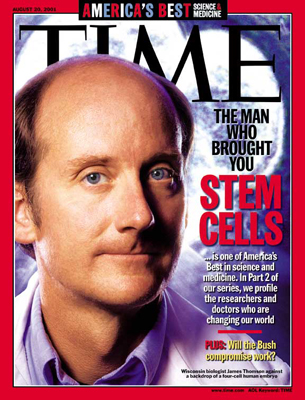 AMERICA'S BEST SCIENCE &
MEDICINE
AUGUST 20, 2001
TIME
THE MAN
WHO
BROUGHT
YOU
STEM
CELLS
...is one of America's
Best in science and
medicine. In Part 2 of
our series, we profile
the researchers and
doctors who are
changing our world
PLUS: Will the Bush
compromise work?
Wisconsin biologist James Thomson against
a backdrop of a four-cell human embryo
www.time.com AOL Keyword: TIME